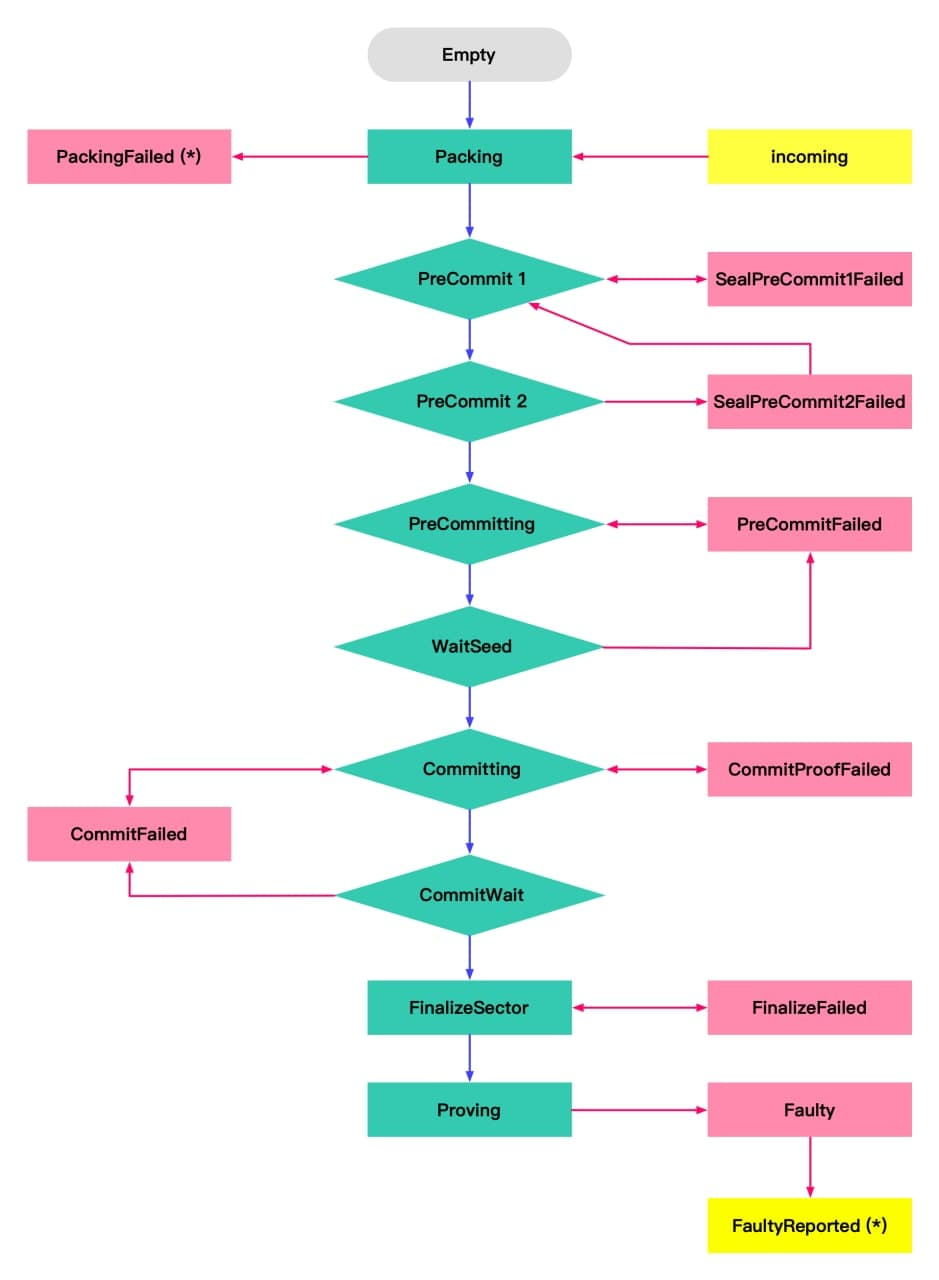 Empty
PackingFailed (*)
Packing
incoming
PreCommit 1
SealPreCommit1Failed
PreCommit 2
SealPreCommit2Failed
PreCommitting
PreCommitFailed
WaitSeed
Committing
CommitProofFailed
CommitFailed
CommitWait
FinalizeSector
FinalizeFailed
Proving
Faulty
FaultyReported (*)